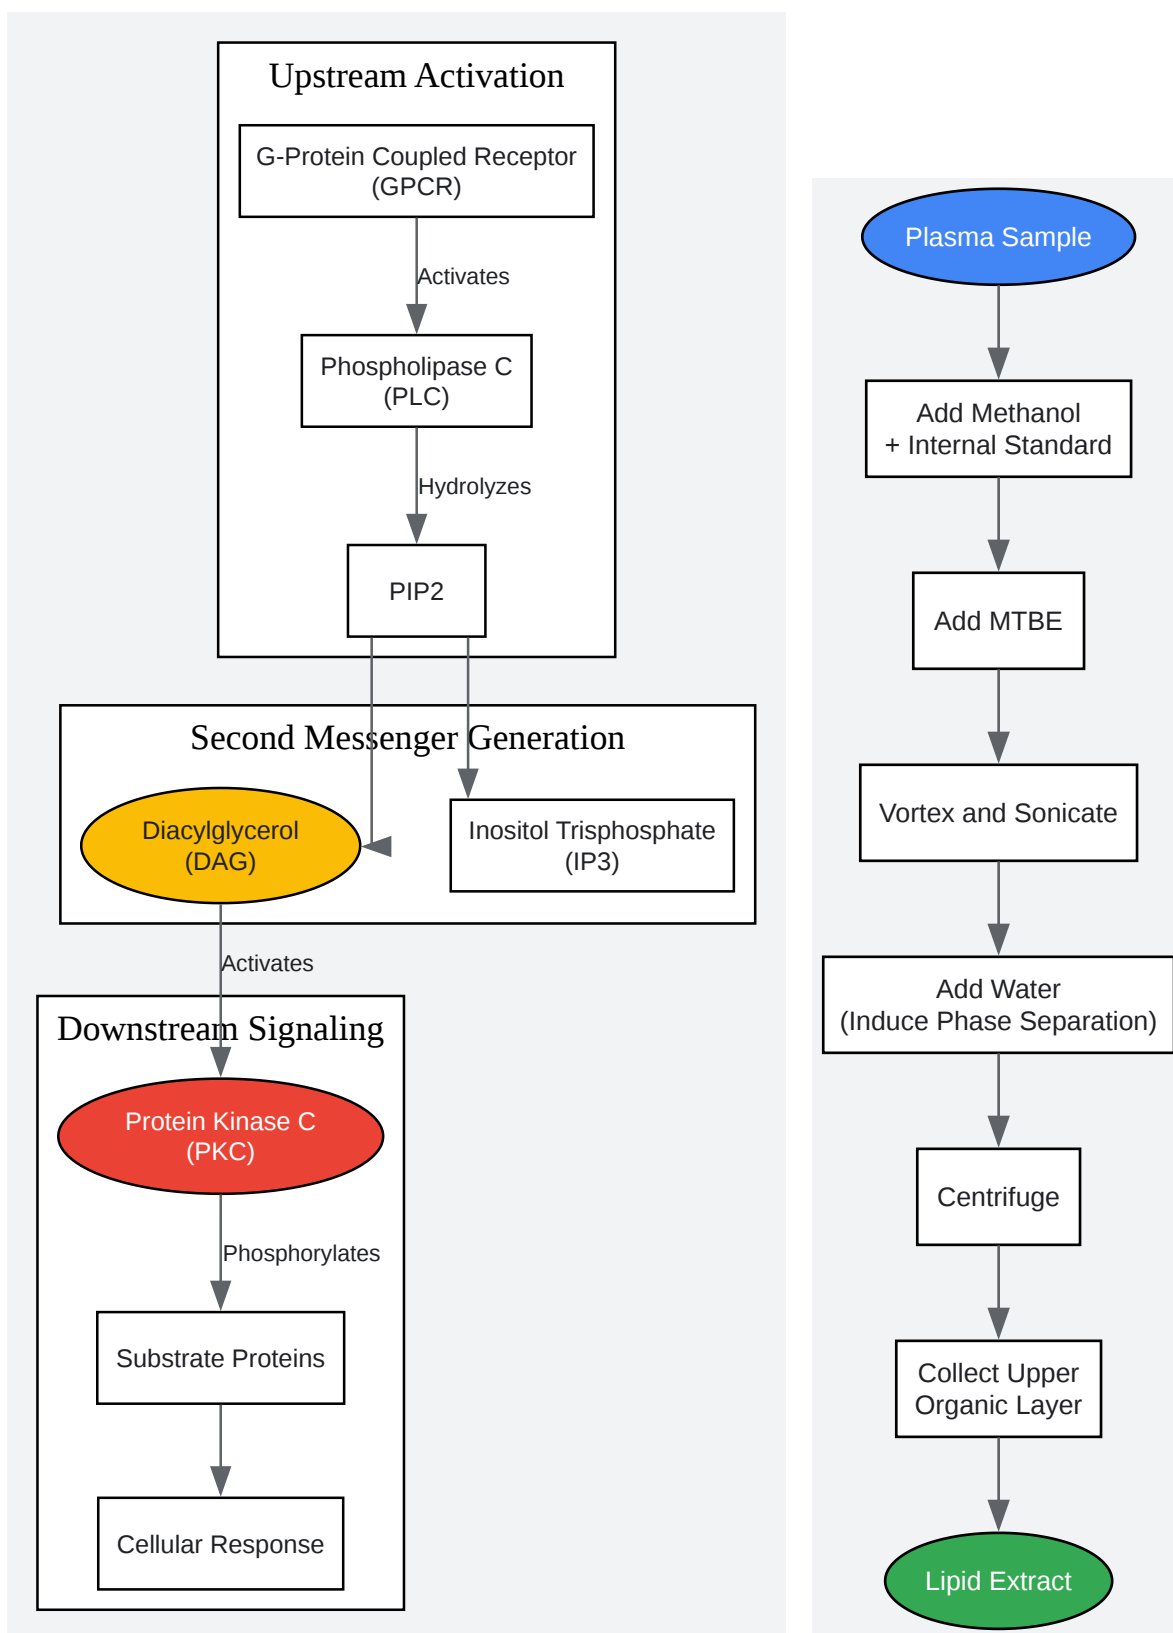 Upstream Activation
G-Protein Coupled Receptor
(GPCR)
Activates
Phospholipase C
(PLC)
Hydrolyzes
PIP2
Second Messenger Generation
Diacylglycerol
(DAG)
Inositol Trisphosphate
(IP3)
Activates
Downstream Signaling
Protein Kinase C
(PKC)
Phosphorylates
Substrate Proteins
Cellular Response
Plasma Sample
Add Methanol
+ Internal Standard
Add MTBE
Vortex and Sonicate
Add Water
(Induce Phase Separation)
Centrifuge
Collect Upper
Organic Layer
Lipid Extract